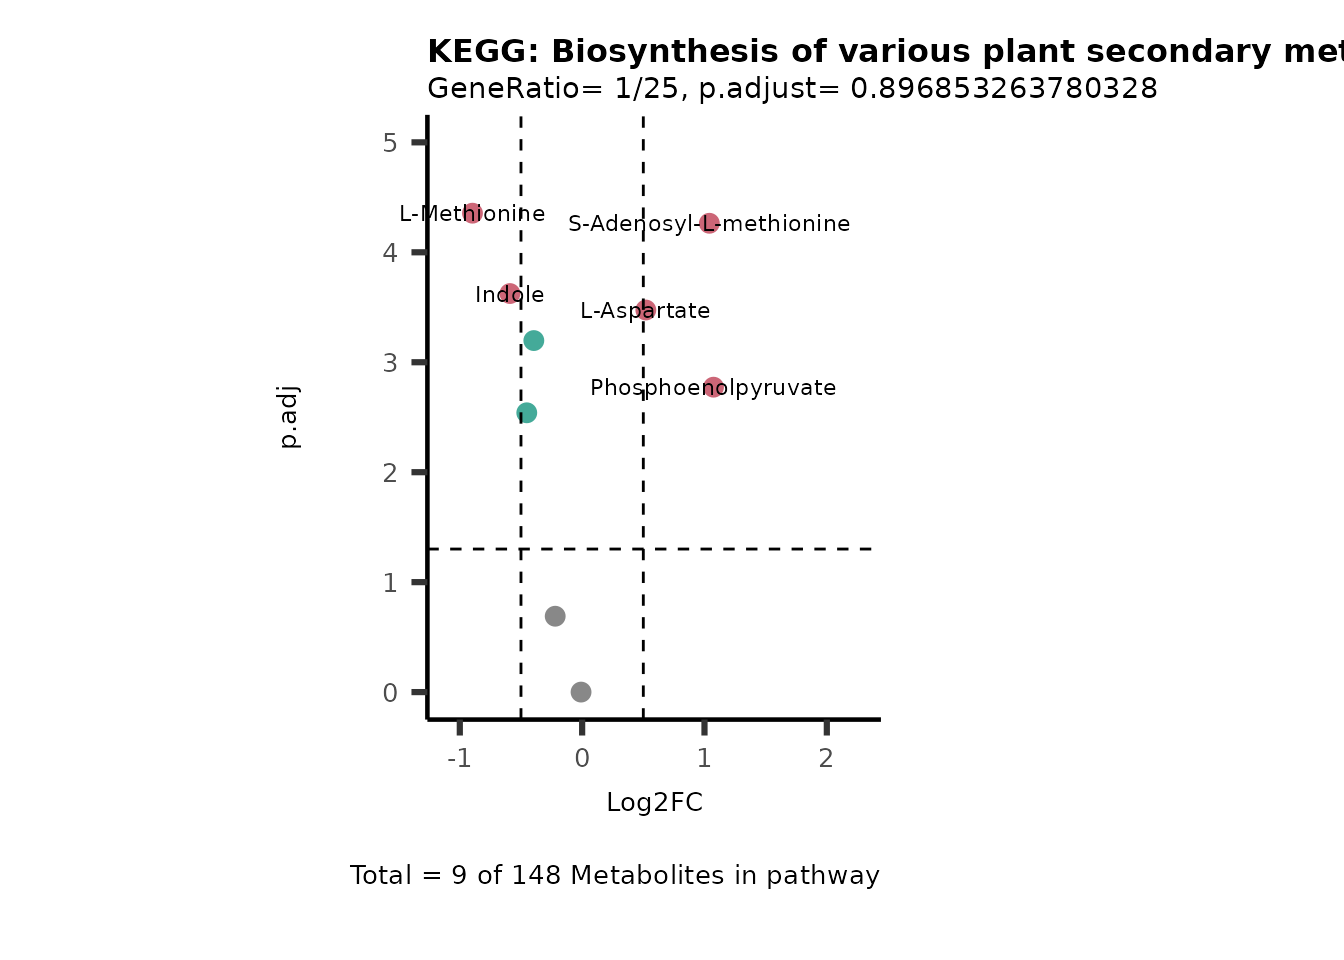 KEGG: Biosynthesis of various plant secondary met
GeneRatio= 1/25, p.adjust= 0.896853263780328
5
L-Methionine
S-Adenosyl-L-methionine
4
Indole
L-Aspartate
3
Phosphoenolpyruvate
p.adj
2
1
0
-1 0 1 2
Log2FC
Total = 9 of 148 Metabolites in pathway